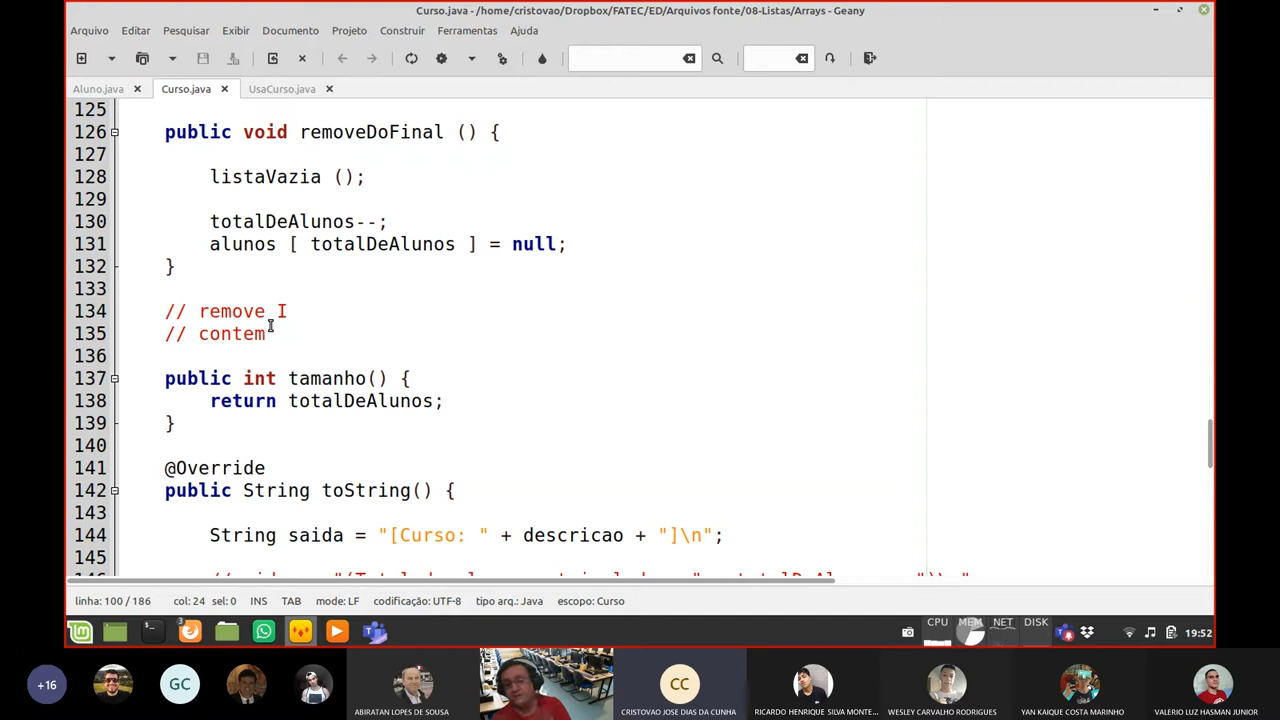 Curso.java - /home/cristovao/Dropbox/FATEC/ED/Arquivos fonte/08-Listas/Arrays - Geany
Arquivo Editar Pesquisar Exibir Documento Projeto Construir Ferramentas Ajuda
Aluno.java Curso.java UsaCurso.java
125
126 public void removeDoFinal () {
127
128 listaVazia ();
129
130 totalDeAlunos--;
131 alunos [ totalDeAlunos ] = null;
132 }
133
134 // remove I
135 // contem
136
137 public int tamanho() {
138 return totalDeAlunos;
139 }
140
141 @Override
142 public String toString() {
143
144 String saida = "[Curso: " + descricao + "]\n";
145
linha: 100 / 186 col: 24 sel: 0 INS TAB mode: LF codificação: UTF-8 tipo arq.: Java escopo: Curso
3 CPU MEM NET DISK 19:52
+16 GC CC
ABIRATAN LOPES DE SOUSA CRISTOVAO JOSE DIAS DA CUNHA RICARDO HENRIQUE SILVA MONTE... WESLEY CARVALHO RODRIGUES YAN KAIQUE COSTA MARINHO VALERIO LUZ HASMAN JUNIOR